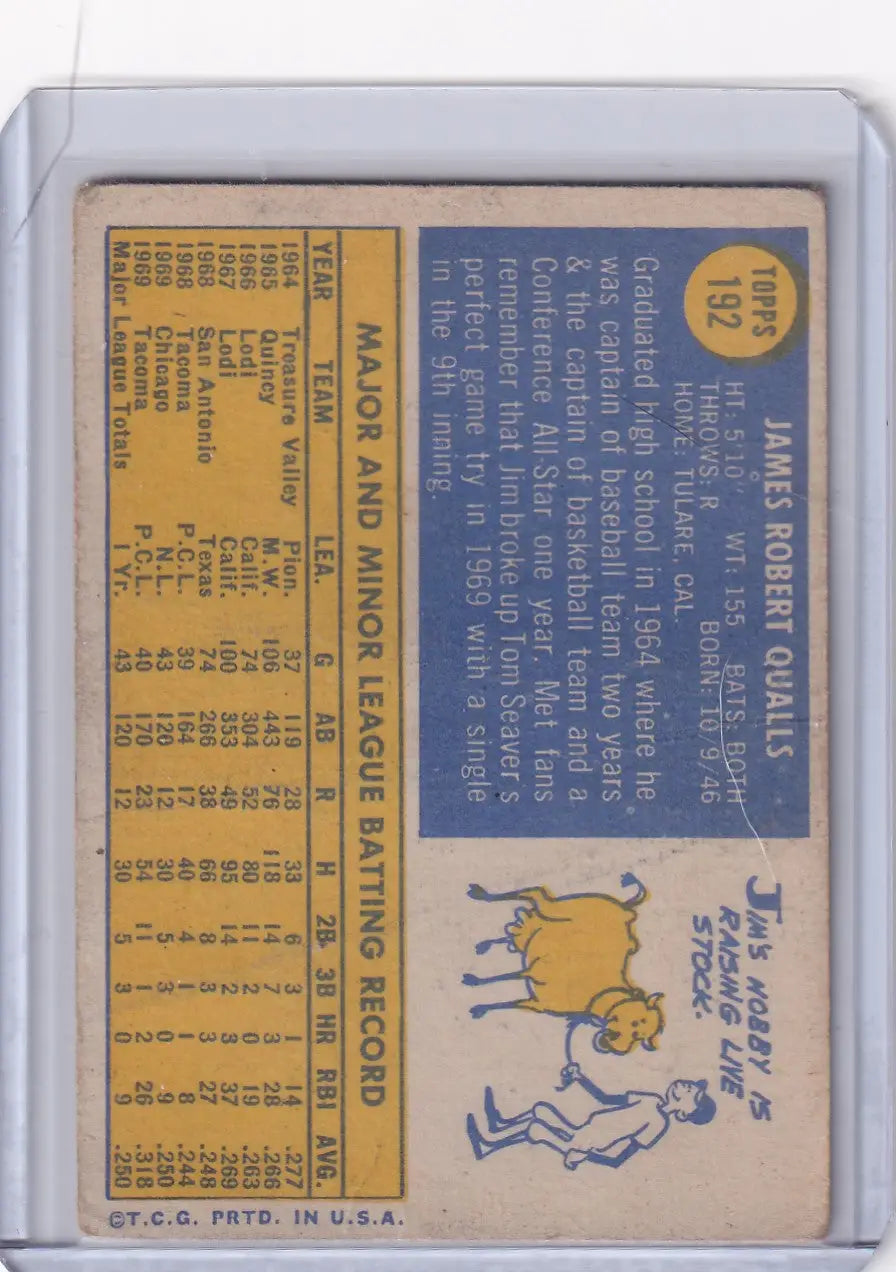 TOPPS
192
JAMES ROBERT QUALLS
HT: 5'10" WT: 155 BATS: BOTH
THROWS: R BORN: 10/9/46
HOME: TULARE, CAL.
Graduated high school in 1964 where he
was captain of baseball team two years
& the captain of basketball team and a
Conference All-Star one year. Met fans
remember that Jim broke up Tom Seaver's
perfect game try in 1969 with a single
in the 9th inning.
JIM'S HOBBY IS
RAISING LIVE
STOCK.
MAJOR AND MINOR LEAGUE BATTING RECORD
YEAR TEAM LEA. G AB R H 2B 3B HR RBI AVG.
1964 Treasure Valley Pion. 37 119 28 33 6 3 1 14 .277
1965 Quincy M.W. 106 443 76 118 14 7 3 28 .266
1966 Lodi Calif. 74 304 52 80 11 2 0 19 .263
1967 Lodi Calif. 100 353 49 95 14 2 3 37 .269
1968 San Antonio Texas 74 266 38 66 8 3 3 27 .248
1968 Tacoma P.C.L. 39 164 17 40 4 1 1 8 .244
1969 Chicago N.L. 43 120 12 30 5 3 0 9 .250
1969 Tacoma P.C.L. 40 170 23 54 11 1 2 26 .318
Major League Totals 1 Yr. 43 120 12 30 5 3 0 9 .250
©T.C.G. PRTD. IN U.S.A.